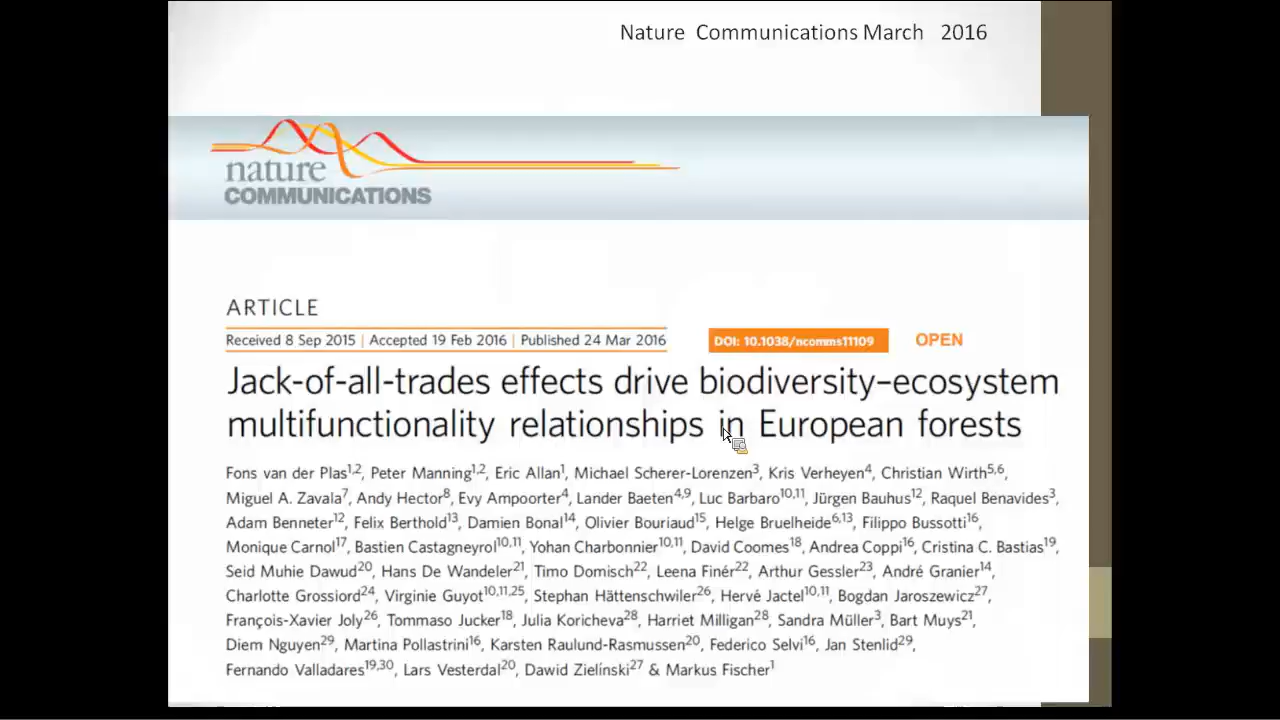 Nature Communications March 2016
nature
COMMUNICATIONS
ARTICLE
Received 8 Sep 2015 | Accepted 19 Feb 2016 | Published 24 Mar 2016
DOI: 10.1038/ncomms11109
OPEN
Jack-of-all-trades effects drive biodiversity–ecosystem
multifunctionality relationships in European forests
Fons van der Plas1,2, Peter Manning1,2, Eric Allan1, Michael Scherer-Lorenzen3, Kris Verheyen4, Christian Wirth5,6,
Miguel A. Zavala7, Andy Hector8, Evy Ampoorter4, Lander Baeten4,9, Luc Barbaro10,11, Jürgen Bauhus12, Raquel Benavides3,
Adam Benneter12, Felix Berthold13, Damien Bonal14, Olivier Bouriaud15, Helge Bruelheide6,13, Filippo Bussotti16,
Monique Carnol17, Bastien Castagneyrol10,11, Yohan Charbonnier10,11, David Coomes18, Andrea Coppi16, Cristina C. Bastias19,
Seid Muhie Dawud20, Hans De Wandeler21, Timo Domisch22, Leena Finér22, Arthur Gessler23, André Granier14,
Charlotte Grossiord24, Virginie Guyot10,11,25, Stephan Hättenschwiler26, Hervé Jactel10,11, Bogdan Jaroszewicz27,
François-Xavier Joly26, Tommaso Jucker18, Julia Koricheva28, Harriet Milligan28, Sandra Müller3, Bart Muys21,
Diem Nguyen29, Martina Pollastrini16, Karsten Raulund-Rasmussen20, Federico Selvi16, Jan Stenlid29,
Fernando Valladares19,30, Lars Vesterdal20, Dawid Zielínski27 & Markus Fischer1